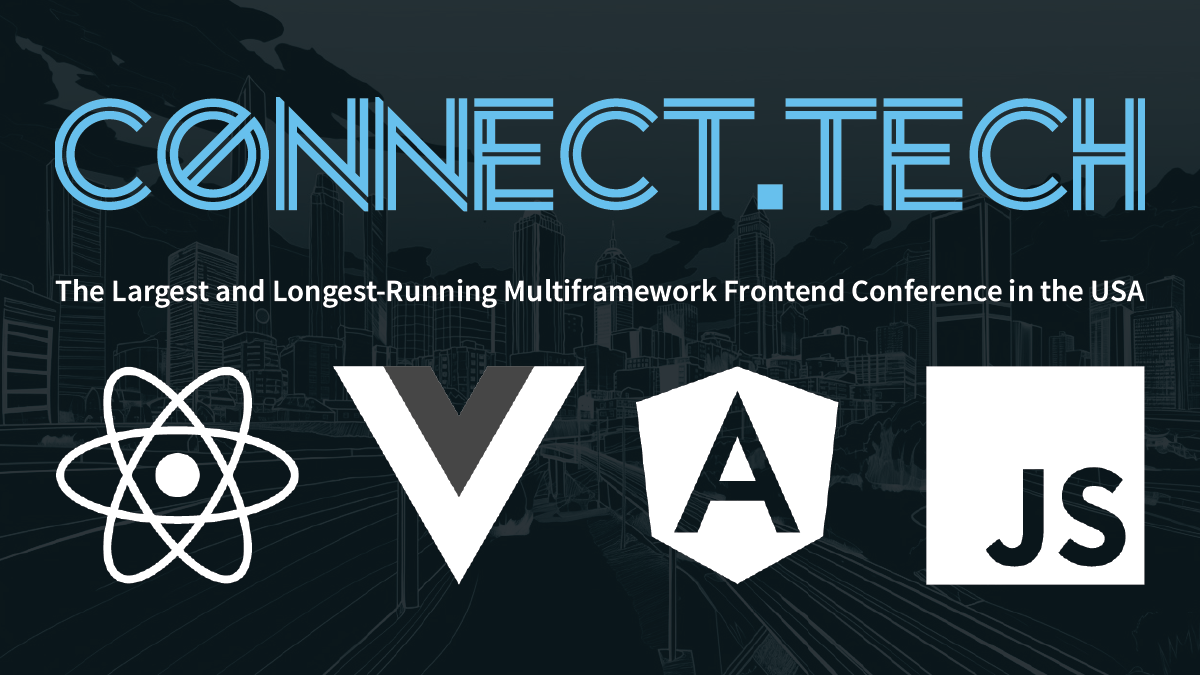 CONNECT.TECH
The Largest and Longest-Running Multiframework Frontend Conference in the USA
A
JS